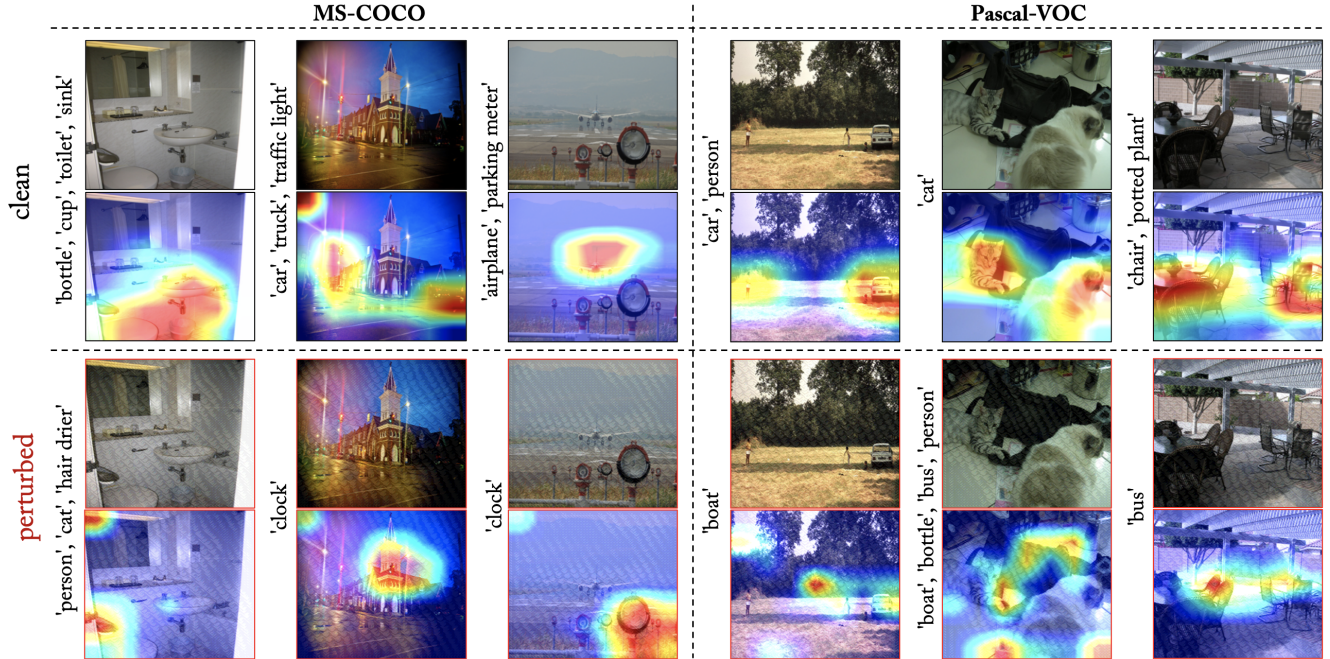 MS-COCO
Pascal-VOC
clean
'bottle', 'cup', 'toilet', 'sink'
'car', 'truck', 'traffic light'
'airplane', 'parking meter'
'car', 'person'
'cat'
'chair', 'potted plant'
perturbed
'person', 'cat', 'hair drier'
'clock'
'clock'
'boat'
'boat', 'bottle', 'bus', 'person'
'bus'